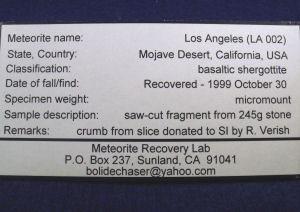 Meteorite name: Los Angeles (LA 002)
State, Country: Mojave Desert, California, USA
Classification: basaltic shergottite
Date of fall/find: Recovered - 1999 October 30
Specimen weight: micromount
Sample description: saw-cut fragment from 245g stone
Remarks: crumb from slice donated to SI by R. Verish
Meteorite Recovery Lab
P.O. Box 237, Sunland, CA 91041
bolidechaser@yahoo.com